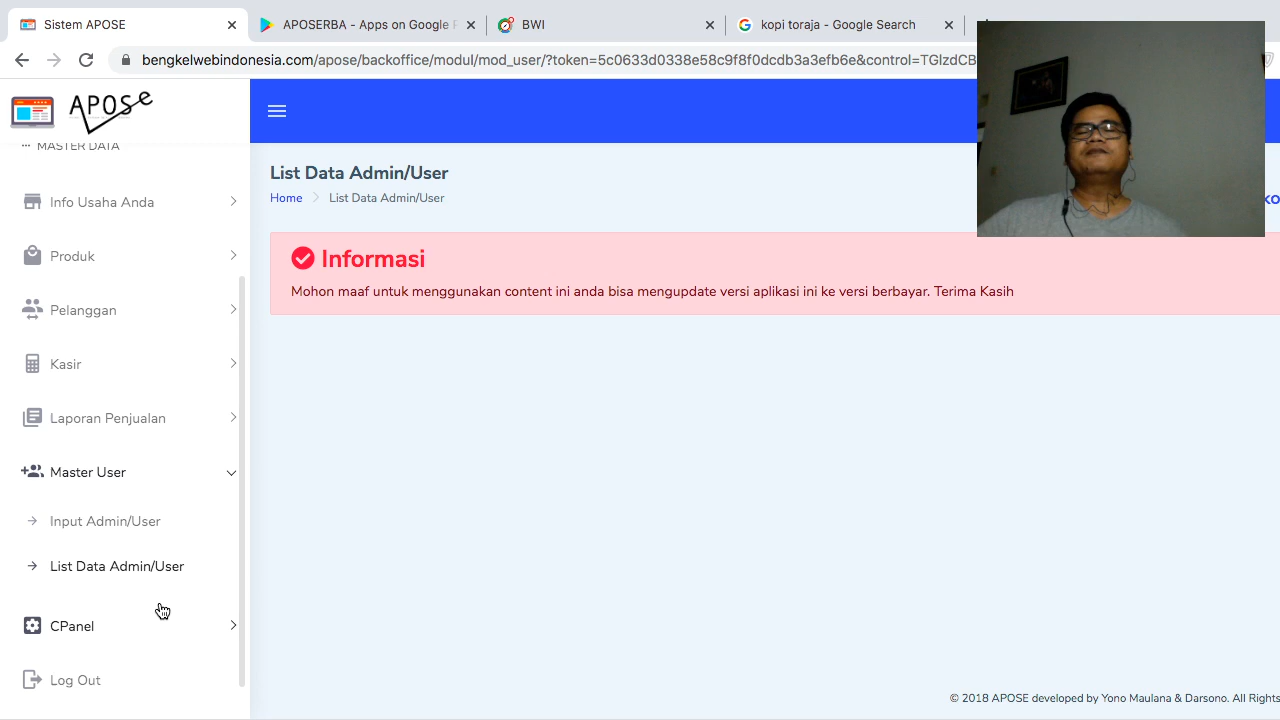 Sistem APOSE
APOSERBA - Apps on Google
BWI
kopi toraja - Google Search
bengkelwebindonesia.com/apose/backoffice/modul/mod_user/?token=5c0633d0338e58c9f8f0dcdb3a3efb6e&control=TGlzdCB
APOSe
MASTER DATA
Info Usaha Anda
Produk
Pelanggan
Kasir
Laporan Penjualan
Master User
Input Admin/User
List Data Admin/User
CPanel
Log Out
List Data Admin/User
Home List Data Admin/User
ko
Informasi
Mohon maaf untuk menggunakan content ini anda bisa mengupdate versi aplikasi ini ke versi berbayar. Terima Kasih
© 2018 APOSE developed by Yono Maulana & Darsono. All Rights